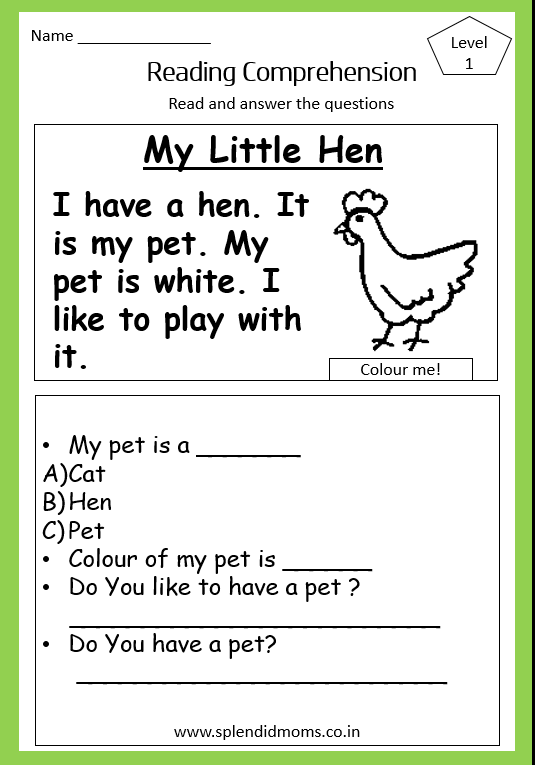 Name _______________
Level
1
Reading Comprehension
Read and answer the questions
My Little Hen
I have a hen. It
is my pet. My
pet is white. I
like to play with
it.
Colour me!
• My pet is a _______
A)Cat
B)Hen
C)Pet
• Colour of my pet is ______
• Do You like to have a pet ?
_________________________
• Do You have a pet?
_________________________
www.splendidmoms.co.in